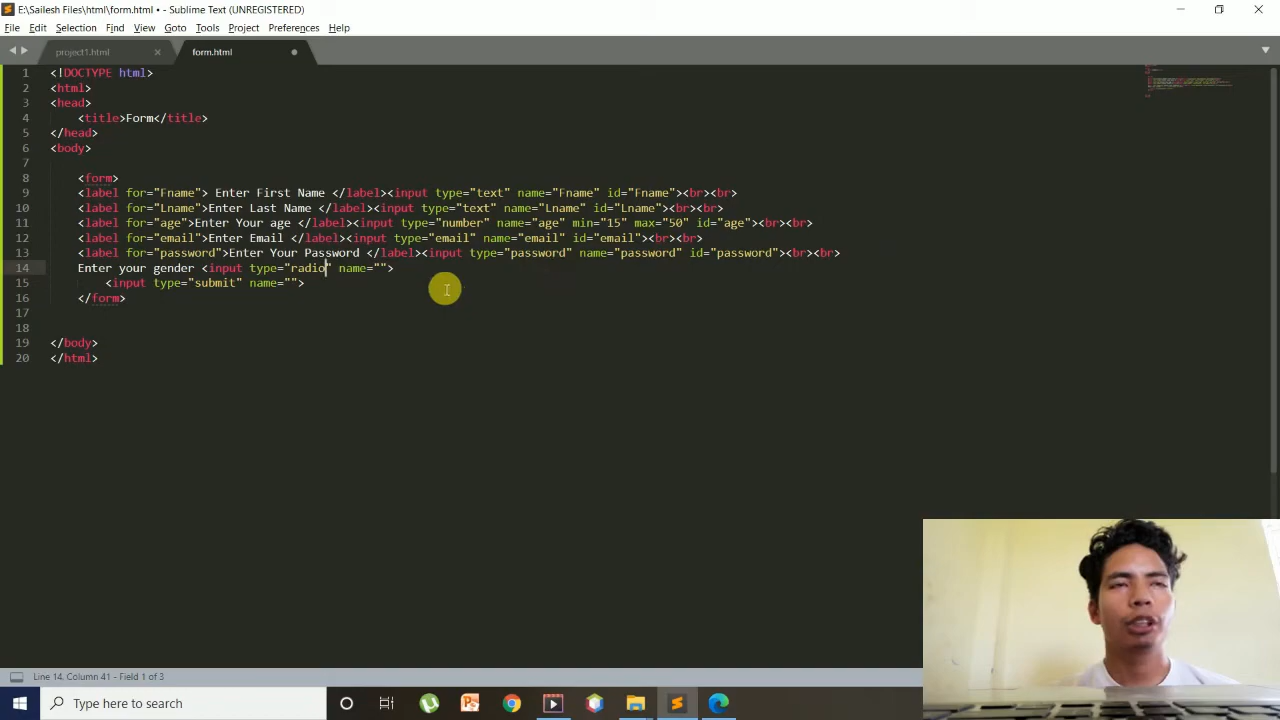 E:\Sailesh Files\html\form.html • - Sublime Text (UNREGISTERED)
File Edit Selection Find View Goto Tools Project Preferences Help
project1.html form.html
1 <!DOCTYPE html>
2 <html>
3 <head>
4 <title>Form</title>
5 </head>
6 <body>
7
8 <form>
9 <label for="Fname"> Enter First Name </label><input type="text" name="Fname" id="Fname"><br><br>
10 <label for="Lname">Enter Last Name </label><input type="text" name="Lname" id="Lname"><br><br>
11 <label for="age">Enter Your age </label><input type="number" name="age" min="15" max="50" id="age"><br><br>
12 <label for="email">Enter Email </label><input type="email" name="email" id="email"><br><br>
13 <label for="password">Enter Your Password </label><input type="password" name="password" id="password"><br><br>
14 Enter your gender <input type="radio" name="">
15 <input type="submit" name="">
16 </form>
17
18
19 </body>
20 </html>
Line 14, Column 41 - Field 1 of 3
Type here to search